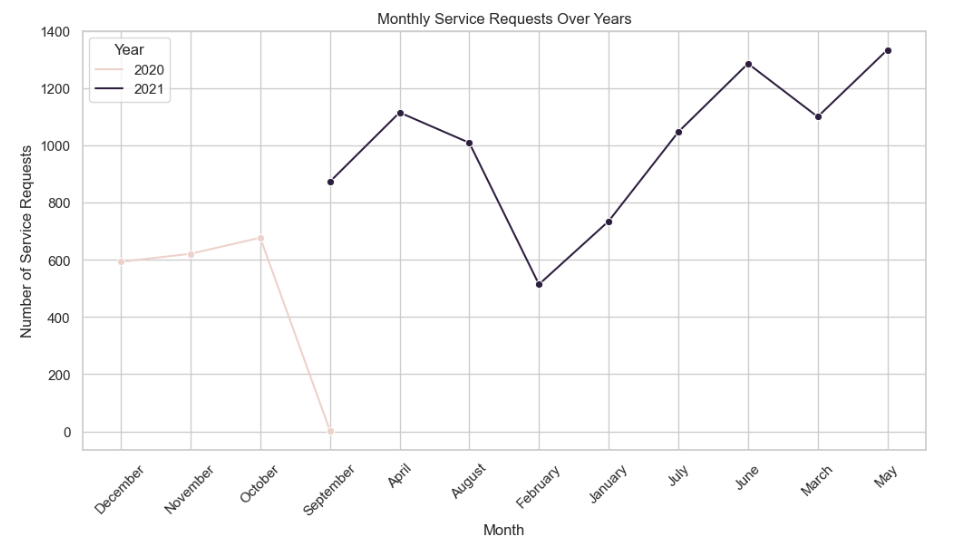 Monthly Service Requests Over Years
Year
2020
2021
Number of Service Requests
1400
1200
1000
800
600
400
200
0
December
November
October
September
April
August
February
January
July
June
March
May
Month